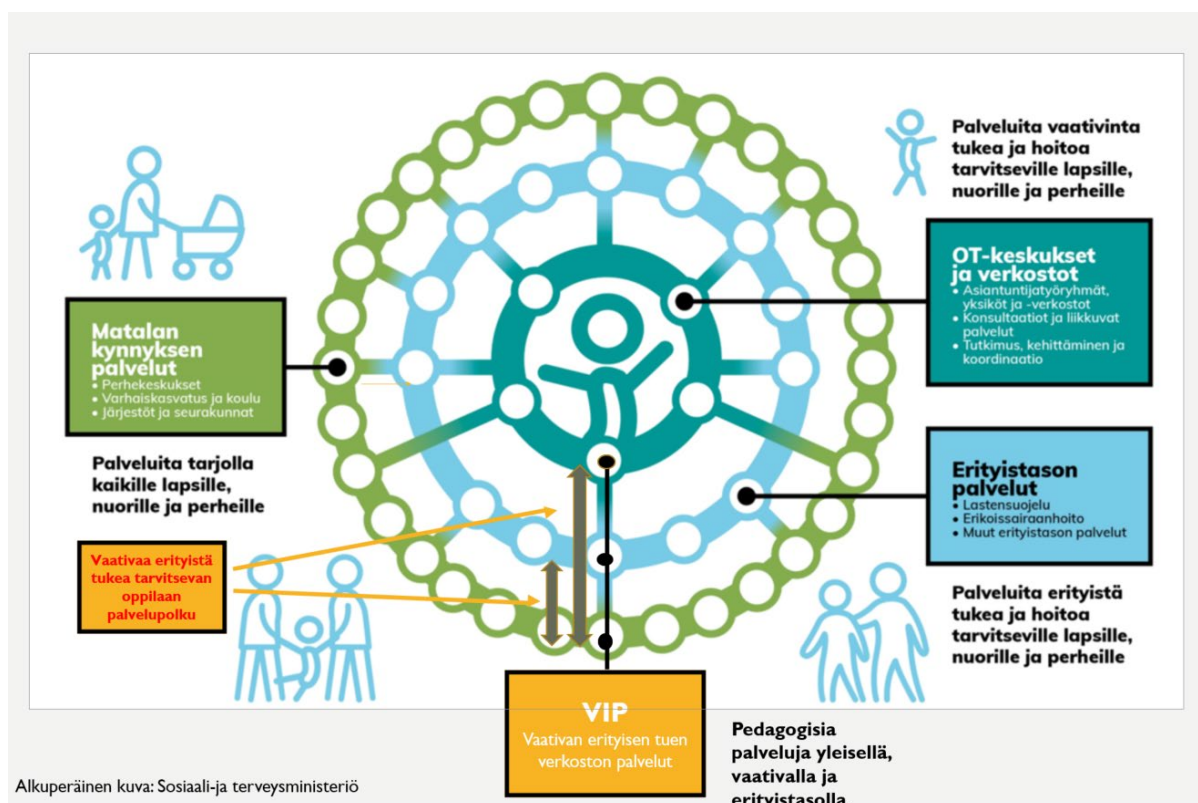 Palveluita vaativinta
tukea ja hoitoa
tarvitseville lapsille,
nuorille ja perheille
OT-keskukset
ja verkostot
• Asiantuntijatyöryhmät,
yksiköt ja -verkostot
• Konsultaatiot ja liikkuvat
palvelut
• Tutkimus, kehittäminen ja
koordinaatio
Matalan
kynnyksen
palvelut
• Perhekeskukset
• Varhaiskasvatus ja koulu
• Järjestöt ja seurakunnat
Palveluita tarjolla
kaikille lapsille,
nuorille ja perheille
Erityistason
palvelut
• Lastensuojelu
• Erikoissairaanhoito
• Muut erityistason palvelut
Vaativaa erityistä
tukea tarvitsevan
oppilaan
palvelupolku
Palveluita erityistä
tukea ja hoitoa
tarvitseville lapsille,
nuorille ja perheille
VIP
Vaativan erityisen tuen
verkoston palvelut
Pedagogisia
palveluja yleisellä,
vaativalla ja
erityistasolla
Alkuperäinen kuva: Sosiaali-ja terveysministeriö